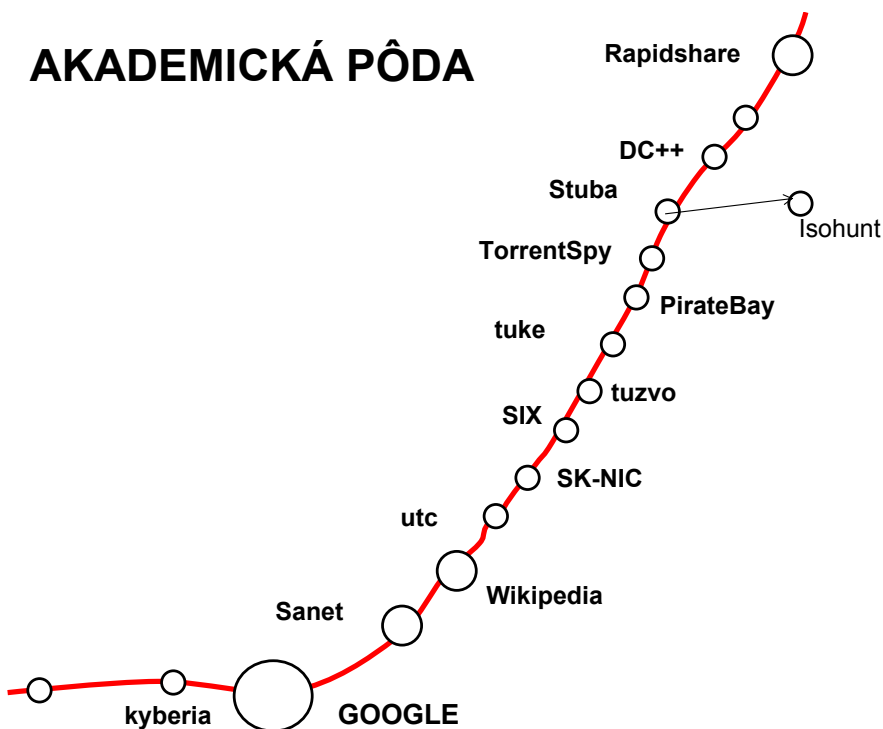 AKADEMICKÁ PÔDA
Rapidshare
DC++
Stuba
Isohunt
TorrentSpy
PirateBay
tuke
tuzvo
SIX
SK-NIC
utc
Wikipedia
Sanet
kyberia
GOOGLE